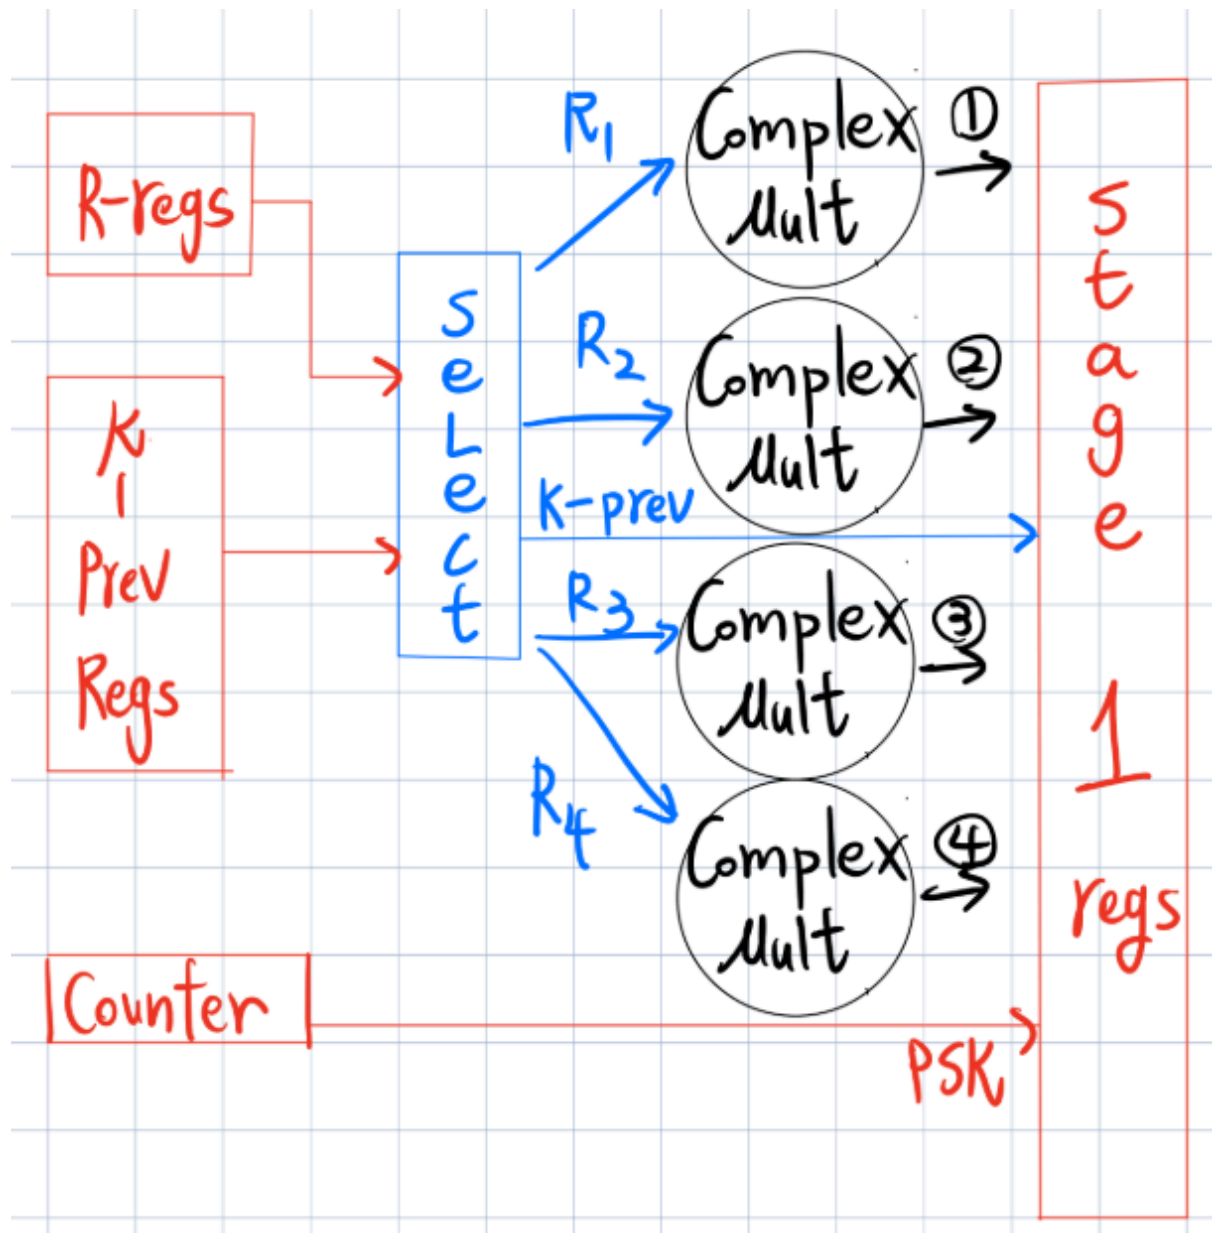 R-regs
K
-
Prev
Regs
Counter
seLect
R1
R2
K-prev
R3
R4
Complex
Mult
①
Complex
Mult
②
Complex
Mult
③
Complex
Mult
④
PSK
stage
1
regs